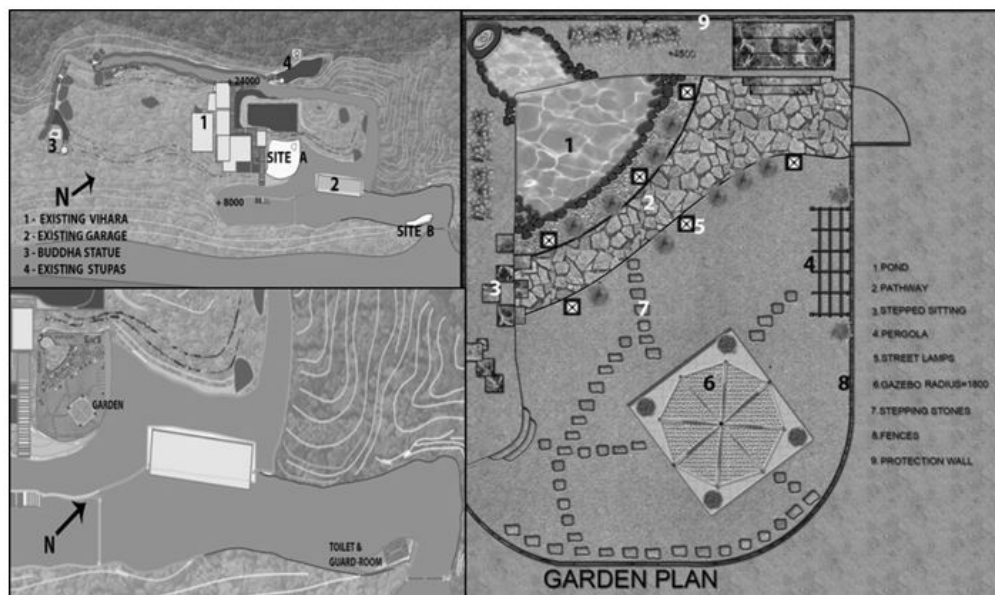 4
+ 24000
1
SITE A
3
N
2
+ 8000
SITE B
1 - EXISTING VIHARA
2 - EXISTING GARAGE
3 - BUDDHA STATUE
4 - EXISTING STUPAS
GARDEN
N
TOILET &
GUARD-ROOM
9
+4800
1
2
5
3
4
7
6
8
1 POND
2 PATHWAY
3 STEPPED SITTING
4 PERGOLA
5 STREET LAMPS
6 GAZEBO RADIUS=1800
7 STEPPING STONES
8 FENCES
9 PROTECTION WALL
GARDEN PLAN